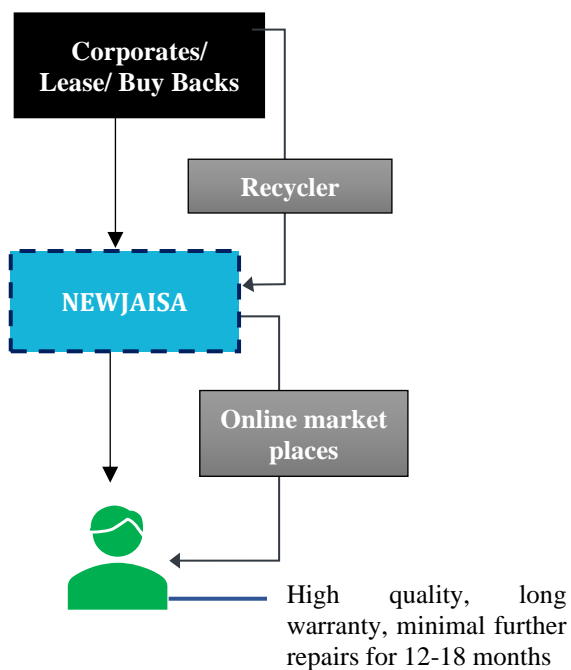 Corporates/
Lease/ Buy Backs
Recycler
NEWJAISA
Online market
places
High quality, long
warranty, minimal further
repairs for 12-18 months